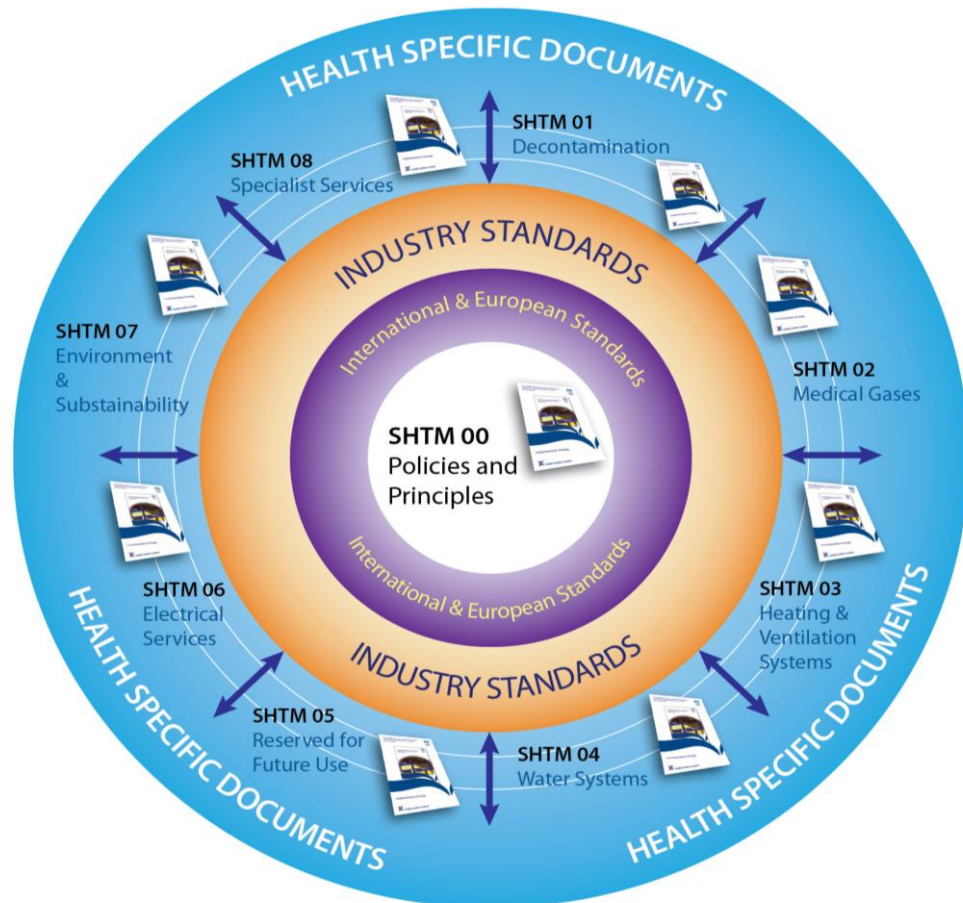 HEALTH SPECIFIC DOCUMENTS
SHTM 01
Decontamination
SHTM 08
Specialist Services
INDUSTRY STANDARDS
International & European Standards
SHTM 07
Environment
&
Substainability
SHTM 02
Medical Gases
SHTM 00
Policies and
Principles
International & European Standards
SHTM 06
Electrical
Services
SHTM 03
Heating &
Ventilation
Systems
INDUSTRY STANDARDS
SHTM 05
Reserved for
Future Use
SHTM 04
Water Systems
HEALTH SPECIFIC DOCUMENTS
HEALTH SPECIFIC DOCUMENTS